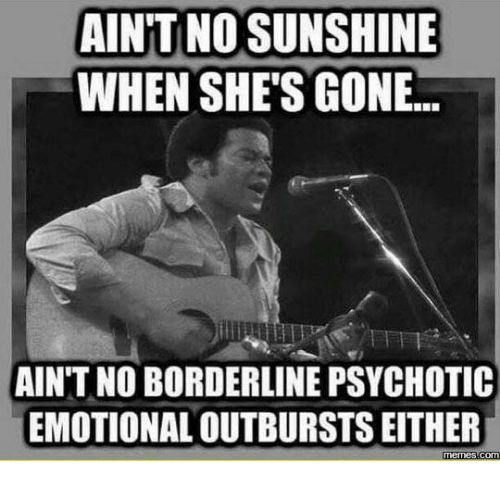 AIN'T NO SUNSHINE
WHEN SHE'S GONE...
AIN'T NO BORDERLINE PSYCHOTIC
EMOTIONAL OUTBURSTS EITHER
memes.com